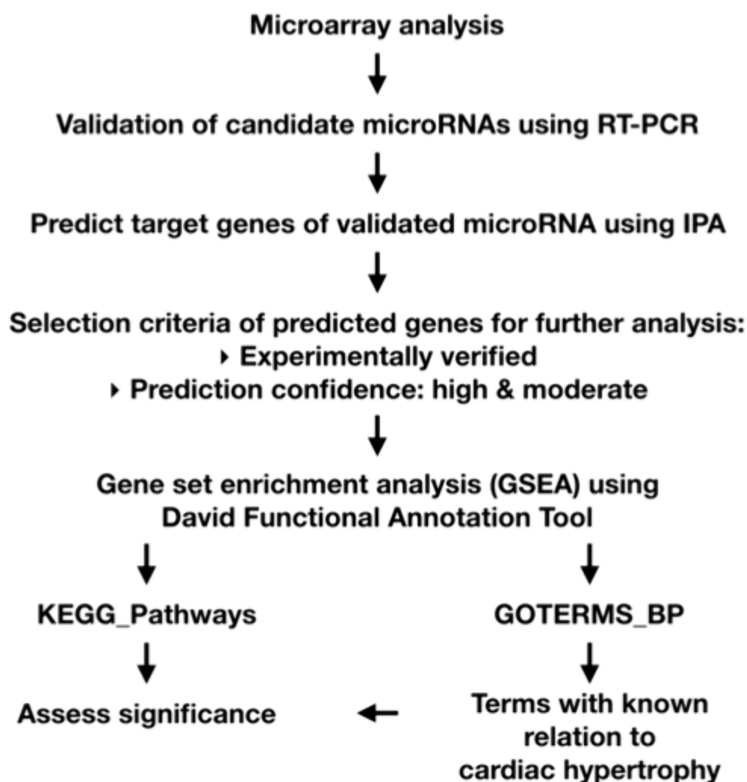 Microarray analysis
Validation of candidate microRNAs using RT-PCR
Predict target genes of validated microRNA using IPA
Selection criteria of predicted genes for further analysis:
‣ Experimentally verified
‣ Prediction confidence: high & moderate
Gene set enrichment analysis (GSEA) using
David Functional Annotation Tool
KEGG_Pathways
GOTERMS_BP
Assess significance
Terms with known
relation to
cardiac hypertrophy